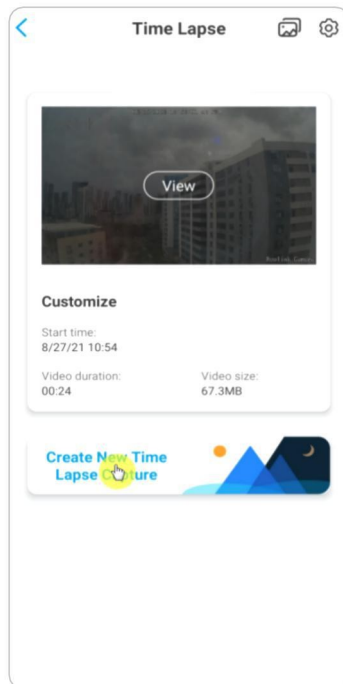 Time Lapse
View
Customize
Start time:
8/27/21 10:54
Video duration:
Video size:
00:24
67.3MB
Create New Time
Lapse Capture